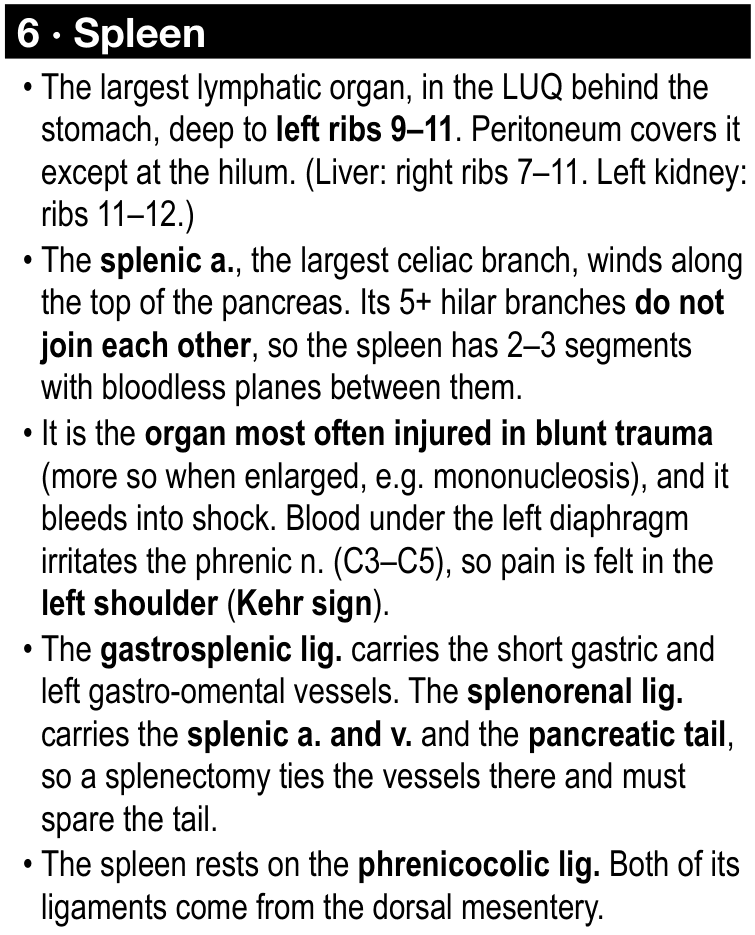 6 · Spleen
• The largest lymphatic organ, in the LUQ behind the
stomach, deep to left ribs 9–11. Peritoneum covers it
except at the hilum. (Liver: right ribs 7–11. Left kidney:
ribs 11–12.)
• The splenic a., the largest celiac branch, winds along
the top of the pancreas. Its 5+ hilar branches do not
join each other, so the spleen has 2–3 segments
with bloodless planes between them.
• It is the organ most often injured in blunt trauma
(more so when enlarged, e.g. mononucleosis), and it
bleeds into shock. Blood under the left diaphragm
irritates the phrenic n. (C3–C5), so pain is felt in the
left shoulder (Kehr sign).
• The gastrosplenic lig. carries the short gastric and
left gastro-omental vessels. The splenorenal lig.
carries the splenic a. and v. and the pancreatic tail,
so a splenectomy ties the vessels there and must
spare the tail.
• The spleen rests on the phrenicocolic lig. Both of its
ligaments come from the dorsal mesentery.